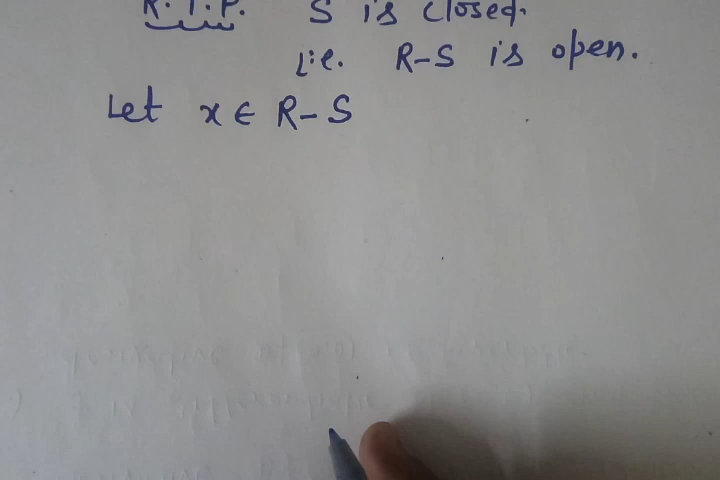 R.T.P. S is closed.
i.e. R-S is open.
Let x ∈ R-S